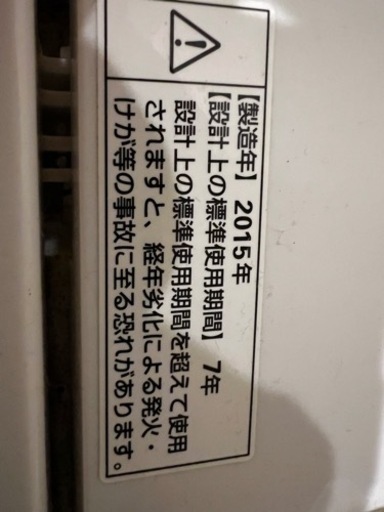 【製造年】 2015年
【設計上の標準使用期間】 7年
設計上の標準使用期間を超えて使用
されますと、経年劣化による発火・
けが等の事故に至る恐れがあります。